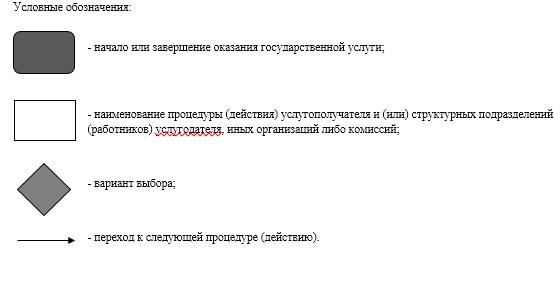 Условные обозначения:
- начало или завершение оказания государственной услуги;
- наименование процедуры (действия) услугополучателя и (или) структурных подразделений
(работников) услугодателя, иных организаций либо комиссий;
- вариант выбора;
- переход к следующей процедуре (действию).